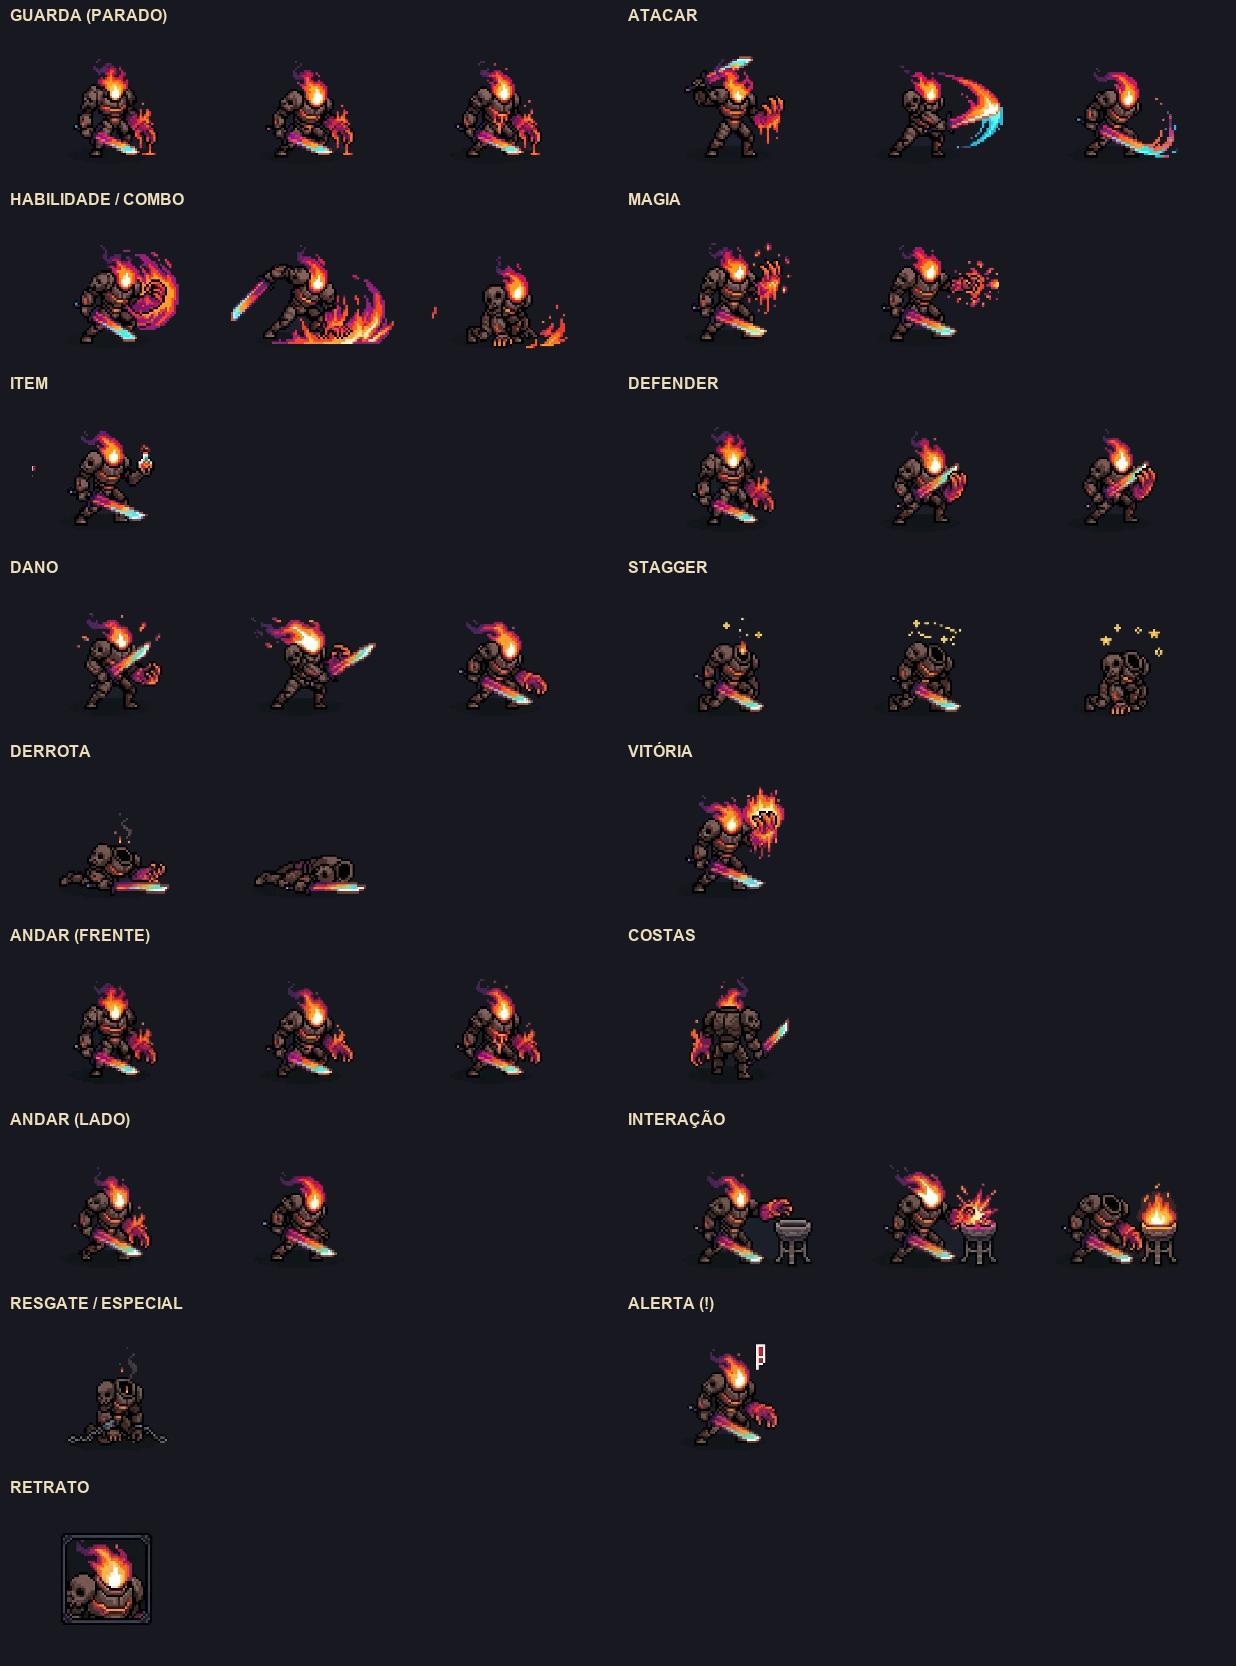 GUARDA (PARADO)
ATACAR
HABILIDADE / COMBO
MAGIA
ITEM
DEFENDER
DANO
STAGGER
DERROTA
VITÓRIA
ANDAR (FRENTE)
COSTAS
ANDAR (LADO)
INTERAÇÃO
RESGATE / ESPECIAL
ALERTA (!)
!
RETRATO